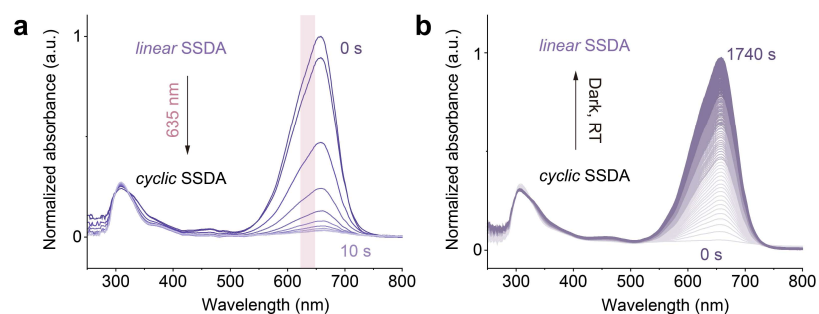 a
Normalized absorbance (a.u.)
1
0
linear SSDA
635 nm
cyclic SSDA
0 s
10 s
300 400 500 600 700 800
Wavelength (nm)
b
Normalized absorbance (a.u.)
1
0
linear SSDA
Dark, RT
cyclic SSDA
1740 s
0 s
300 400 500 600 700 800
Wavelength (nm)